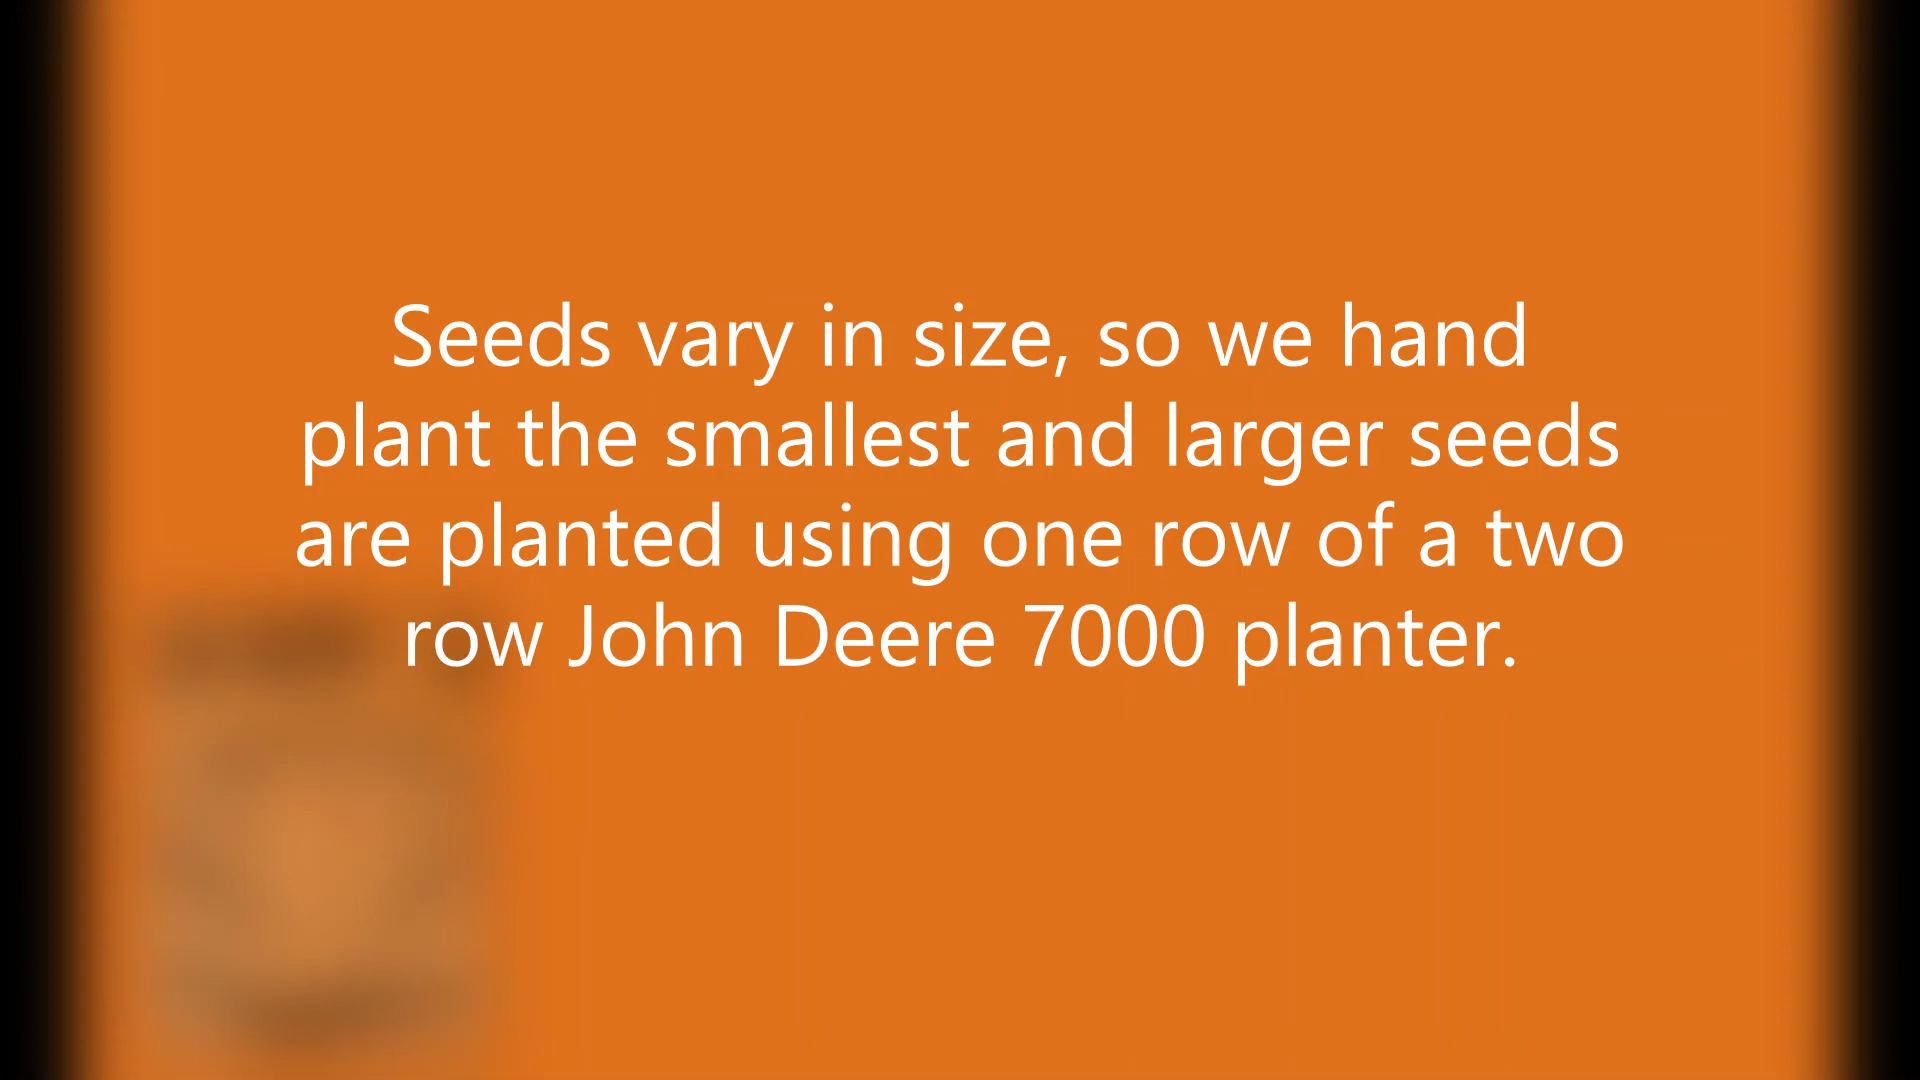 Seeds vary in size, so we hand
plant the smallest and larger seeds
are planted using one row of a two
row John Deere 7000 planter.